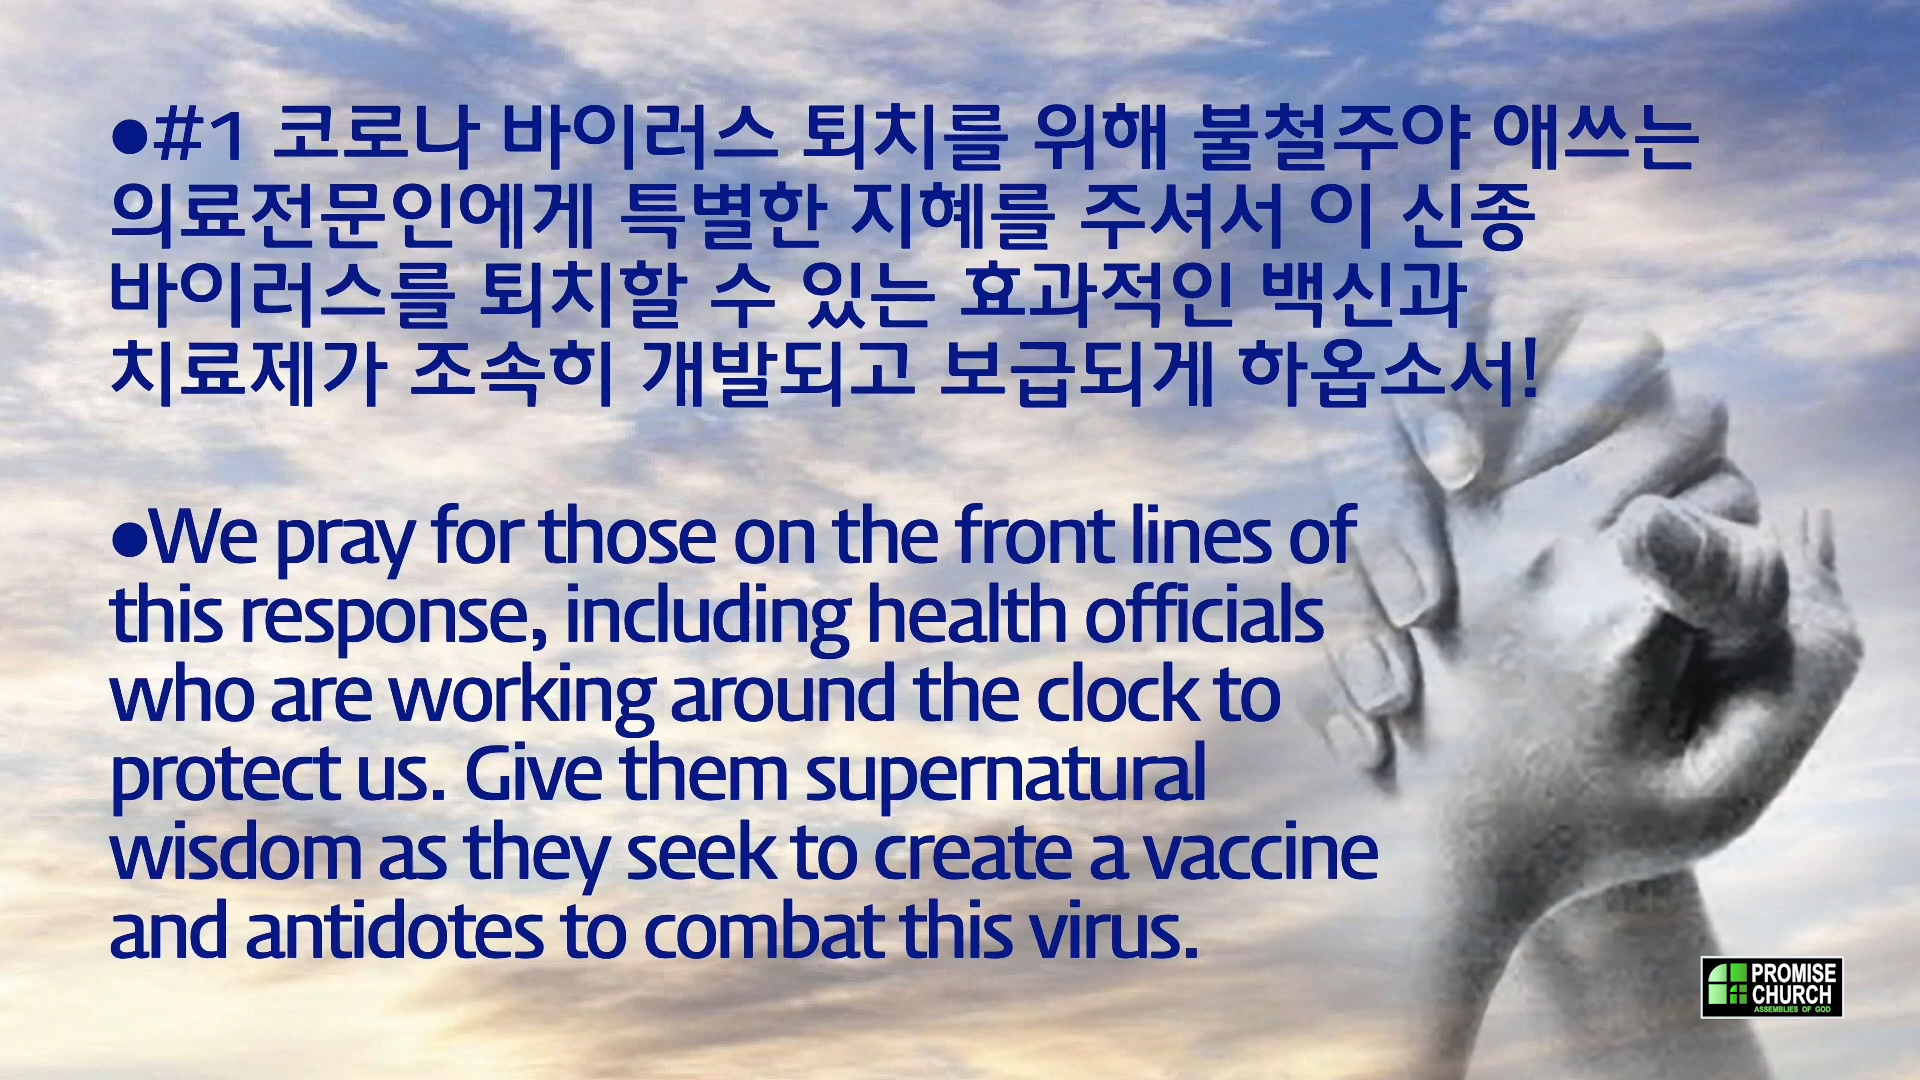 ●#1 코로나 바이러스 퇴치를 위해 불철주야 애쓰는
의료전문인에게 특별한 지혜를 주셔서 이 신종
바이러스를 퇴치할 수 있는 효과적인 백신과
치료제가 조속히 개발되고 보급되게 하옵소서!
●We pray for those on the front lines of
this response, including health officials
who are working around the clock to
protect us. Give them supernatural
wisdom as they seek to create a vaccine
and antidotes to combat this virus.
PROMISE
CHURCH
ASSEMBLIES OF GOD